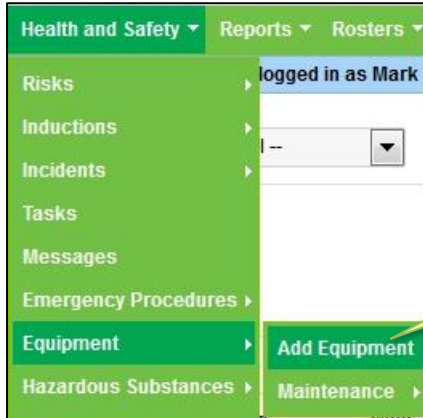 Health and Safety Reports Rosters
logged in as Mark
Risks
Inductions
--
Incidents
Tasks
Messages
Emergency Procedures
Equipment Add Equipment
Hazardous Substances Maintenance